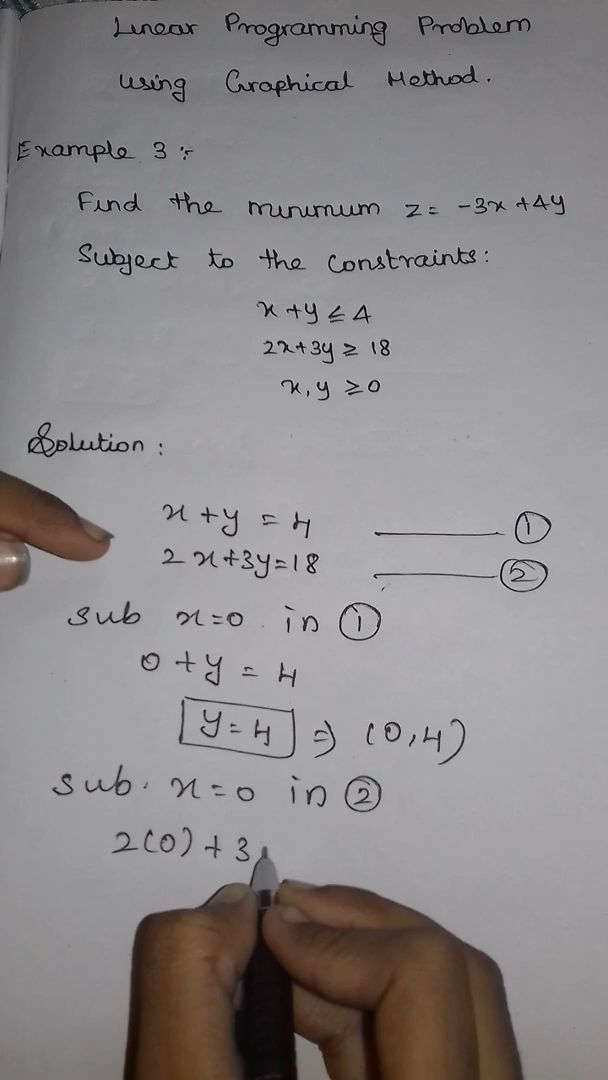 Linear Programming Problem
using Graphical Method.
Example 3 :-
Find the minimum z = -3x +4y
Subject to the constraints:
x +y ≤ 4
2x+3y ≥ 18
x, y ≥ 0
Solution :
x + y = 4 ——— ①
2x+3y=18 ——— ②
sub x=0 in ①
0 + y = 4
y = 4 ⇒ (0,4)
sub. x=0 in ②
2(0) + 3